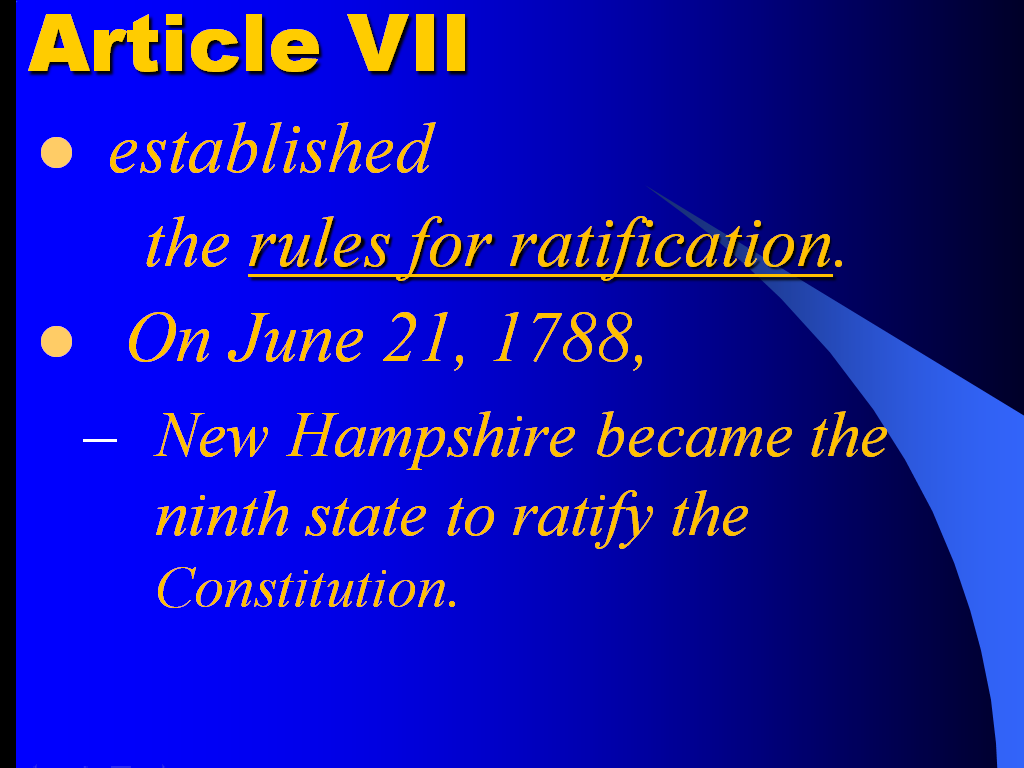 Article VII
● established
the rules for ratification.
● On June 21, 1788,
– New Hampshire became the
ninth state to ratify the
Constitution.